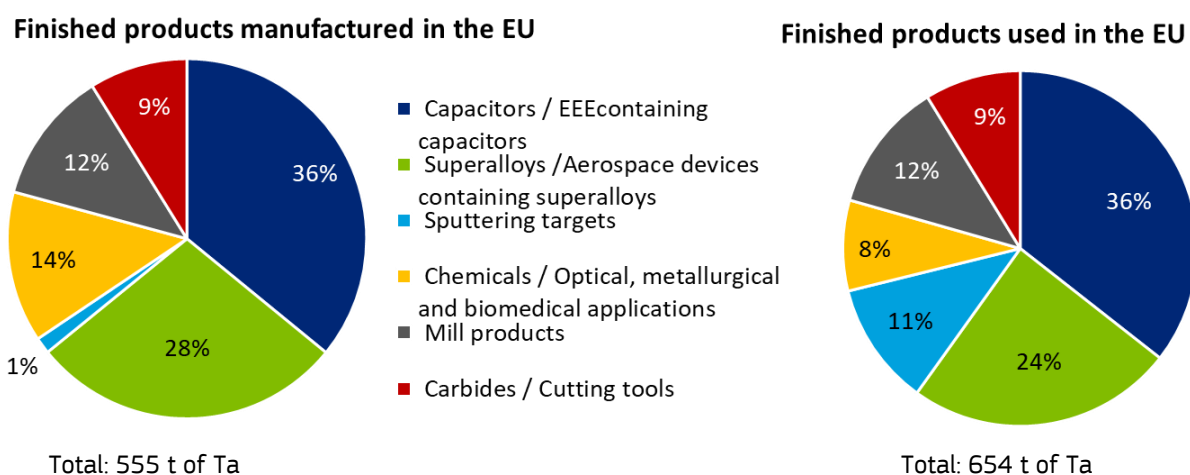 Finished products manufactured in the EU
9%
12%
36%
14%
1%
28%
Total: 555 t of Ta
Capacitors / EEEcontaining
capacitors
Superalloys /Aerospace devices
containing superalloys
Sputtering targets
Chemicals / Optical, metallurgical
and biomedical applications
Mill products
Carbides / Cutting tools
Finished products used in the EU
9%
12%
36%
8%
11%
24%
Total: 654 t of Ta